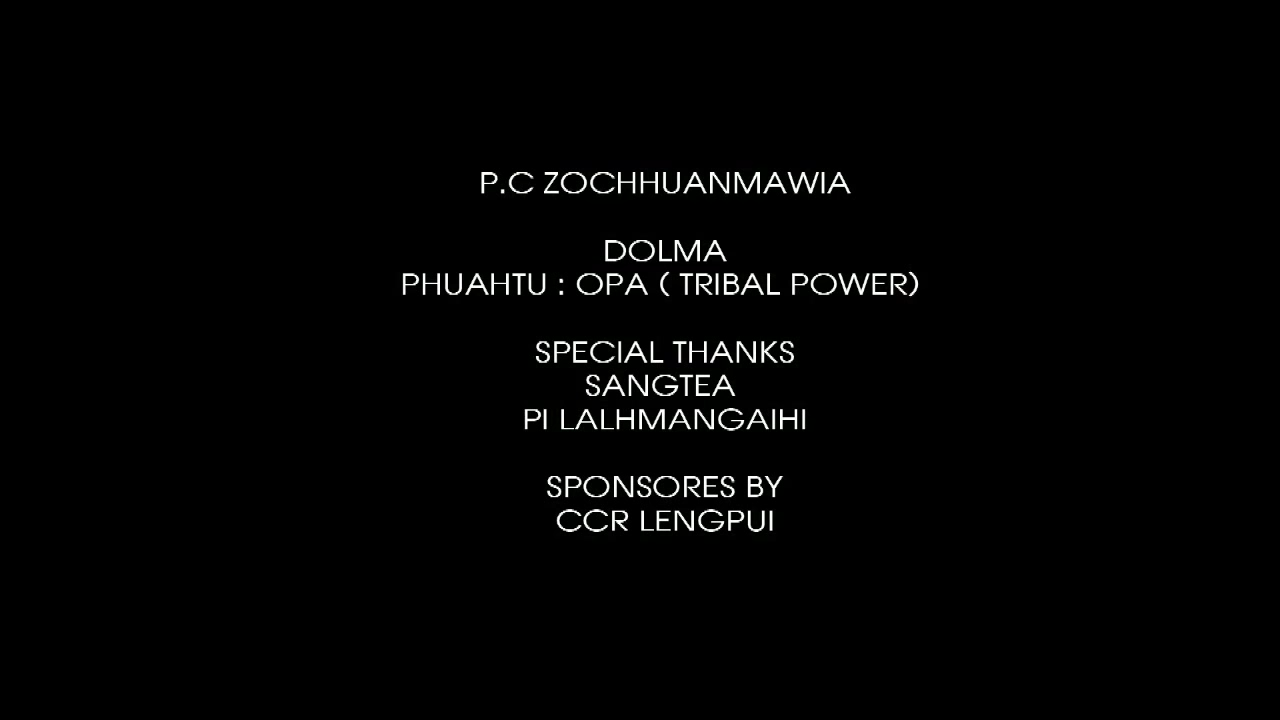 P.C ZOCHHUANMAWIA
DOLMA
PHUAHTU : OPA ( TRIBAL POWER)
SPECIAL THANKS
SANGTEA
PI LALHMANGAIHI
SPONSORES BY
CCR LENGPUI